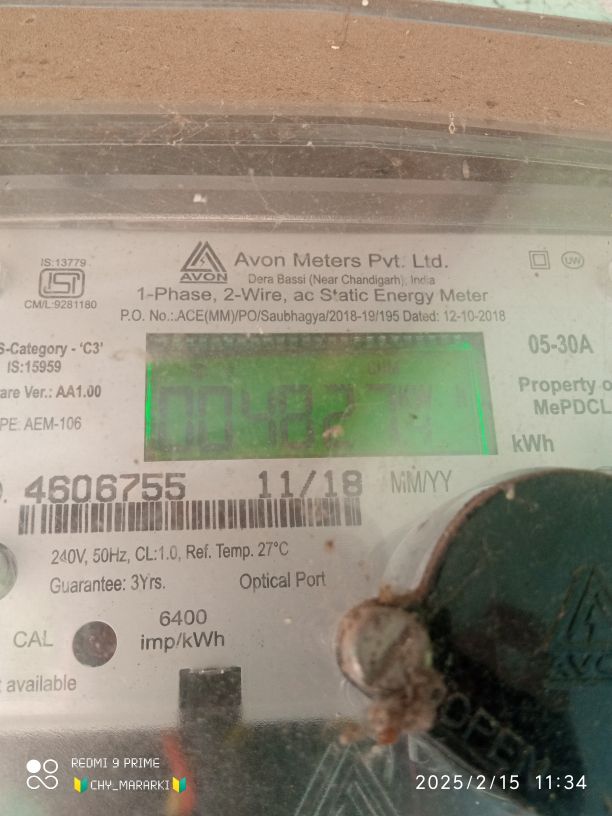 IS:13779
CM/L:9281180
AVON
Avon Meters Pvt. Ltd.
Dera Bassi (Near Chandigarh), India
UW
1-Phase, 2-Wire, ac Static Energy Meter
P.O. No.:.ACE(MM)/PO/Saubhagya/2018-19/195 Dated: 12-10-2018
S-Category - 'C3'
IS:15959
are Ver.: AA1.00
PE: AEM-106
05-30A
Property o
MePDCL
kWh
4606755 11/18 MM/YY
240V, 50Hz, CL:1.0, Ref. Temp. 27°C
Guarantee: 3Yrs. Optical Port
CAL
6400
imp/kWh
t available
AVON
REDMI 9 PRIME
CHY_MARARKI
2025/2/15 11:34